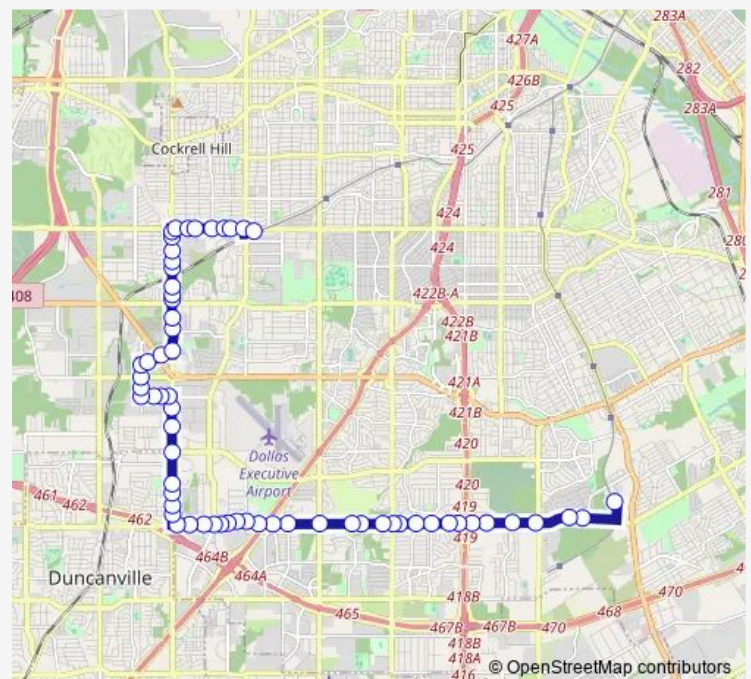 283A
427A
282
426B
425
283A
Cockrell Hill
425
281
424
280
424
408
422B-A
422B
421B
421A
421B
420
Dallas
Executive
Airport
461
462
420
419
462
419
464B
Duncanville
464A
470
418B
465
468
467B
467B
470
418B
418A
416
© OpenStreetMap contributors